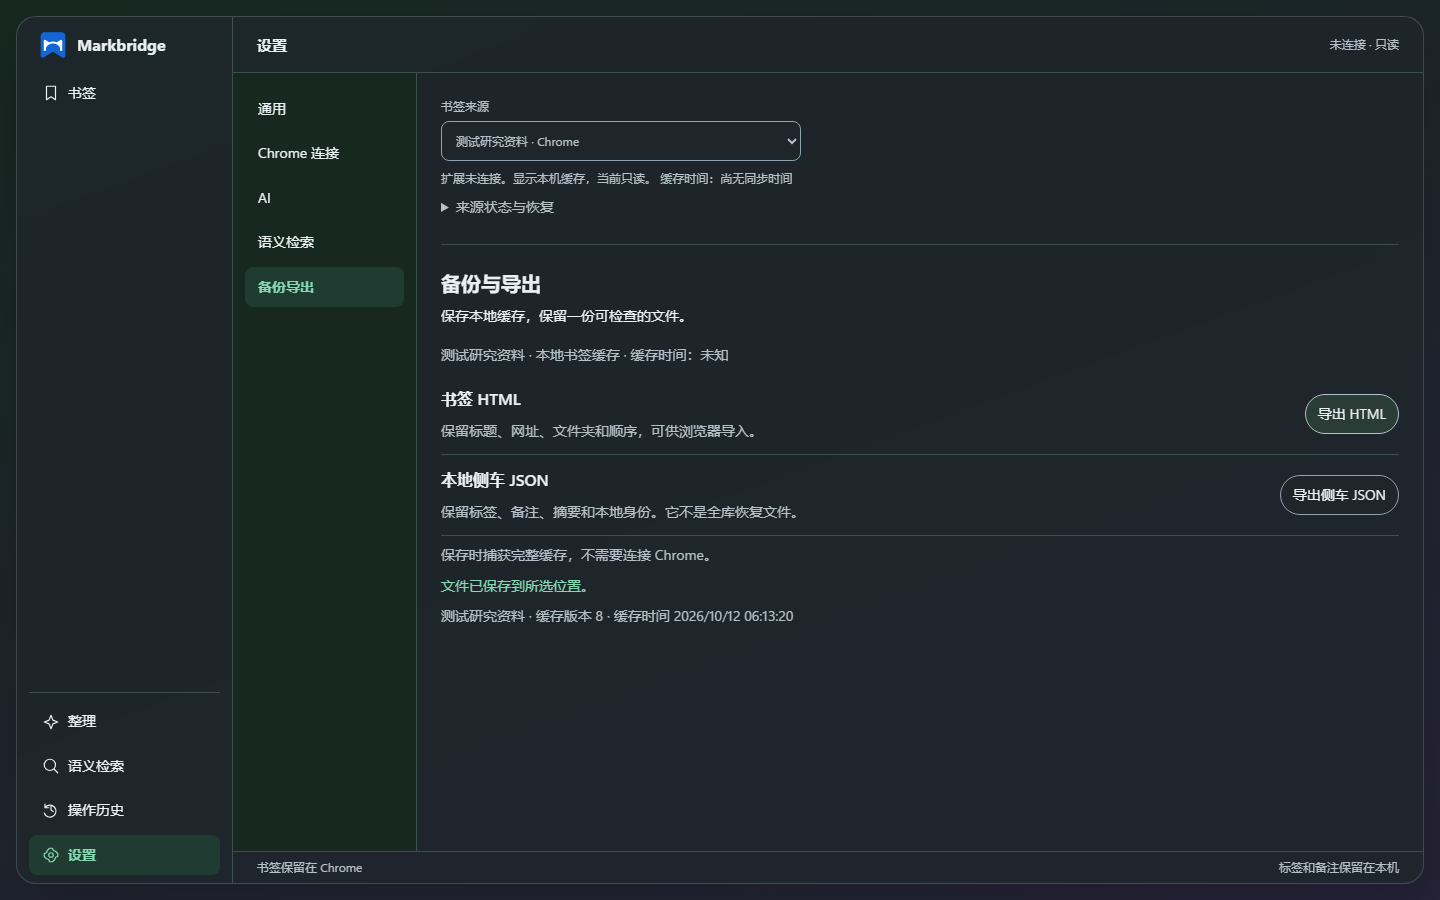 Markbridge
书签
整理
语义检索
操作历史
设置
设置
未连接 · 只读
通用
Chrome 连接
AI
语义检索
备份导出
书签来源
测试研究资料 · Chrome
扩展未连接。显示本机缓存，当前只读。 缓存时间：尚无同步时间
来源状态与恢复
备份与导出
保存本地缓存，保留一份可检查的文件。
测试研究资料 · 本地书签缓存 · 缓存时间：未知
书签 HTML
保留标题、网址、文件夹和顺序，可供浏览器导入。
导出 HTML
本地侧车 JSON
保留标签、备注、摘要和本地身份。它不是全库恢复文件。
导出侧车 JSON
保存时捕获完整缓存，不需要连接 Chrome。
文件已保存到所选位置。
测试研究资料 · 缓存版本 8 · 缓存时间 2026/10/12 06:13:20
书签保留在 Chrome
标签和备注保留在本机